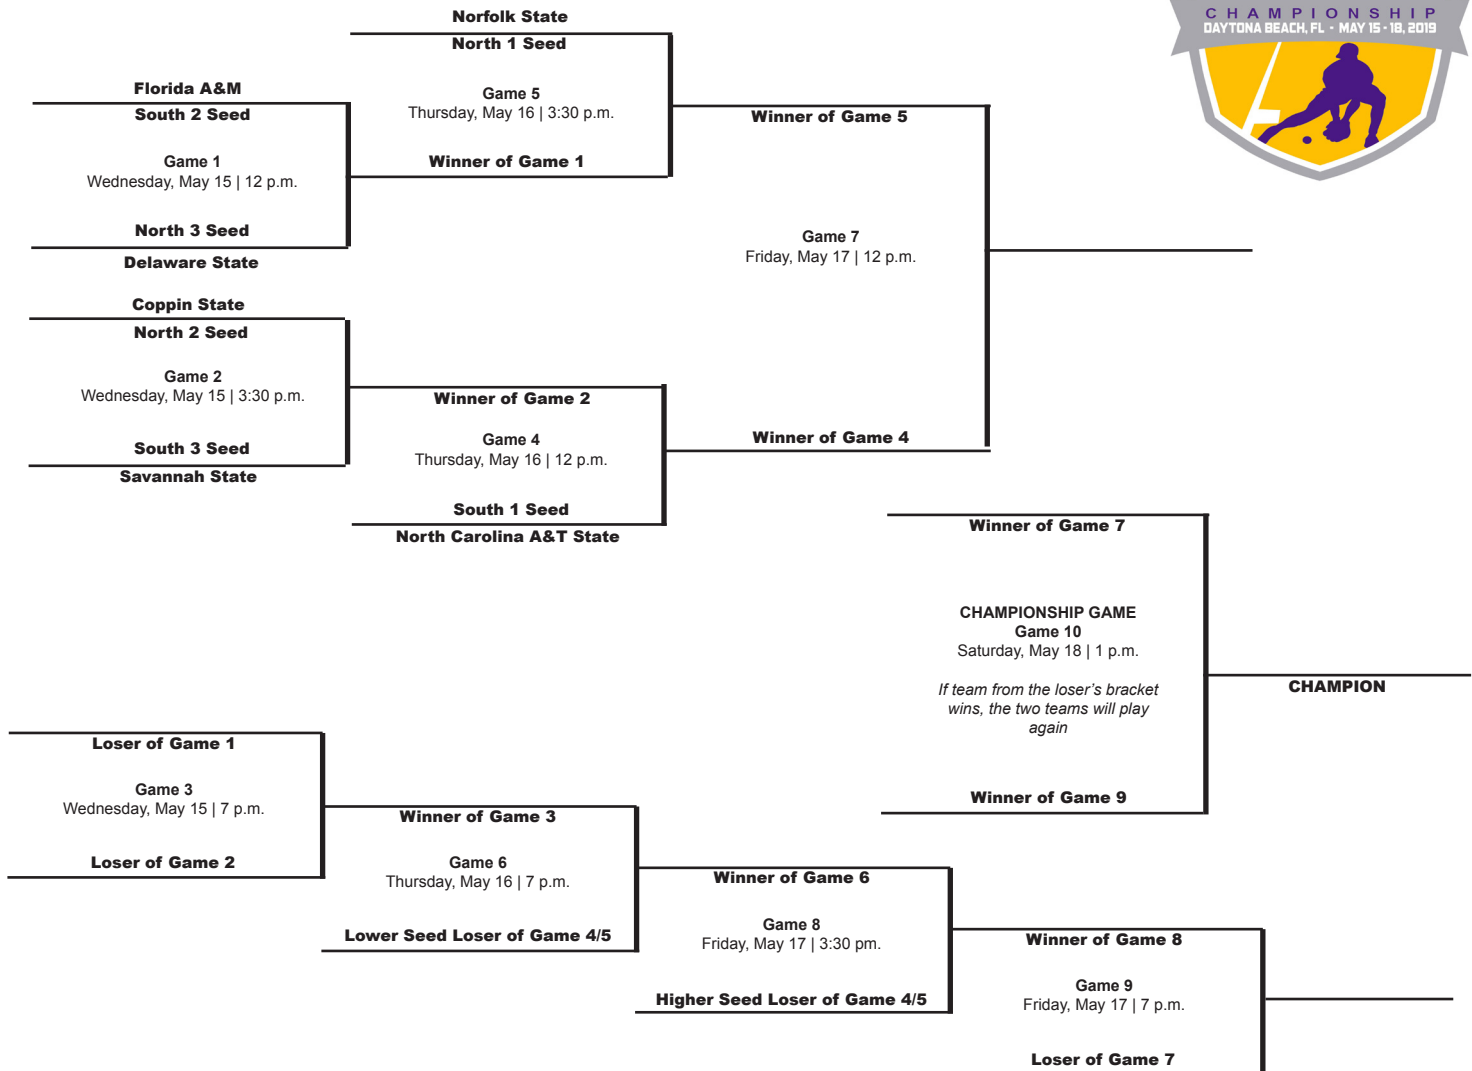 CHAMPIONSHIP
DAYTONA BEACH, FL - MAY 15 - 18, 2019
Norfolk State
North 1 Seed
Game 5
Thursday, May 16 | 3:30 p.m.
Winner of Game 1
Florida A&M
South 2 Seed
Game 1
Wednesday, May 15 | 12 p.m.
North 3 Seed
Delaware State
Coppin State
North 2 Seed
Game 2
Wednesday, May 15 | 3:30 p.m.
South 3 Seed
Savannah State
Winner of Game 2
Game 4
Thursday, May 16 | 12 p.m.
South 1 Seed
North Carolina A&T State
Winner of Game 5
Game 7
Friday, May 17 | 12 p.m.
Winner of Game 4
Winner of Game 7
CHAMPIONSHIP GAME
Game 10
Saturday, May 18 | 1 p.m.
If team from the loser's bracket
wins, the two teams will play
again
Winner of Game 9
CHAMPION
Loser of Game 1
Game 3
Wednesday, May 15 | 7 p.m.
Loser of Game 2
Winner of Game 3
Game 6
Thursday, May 16 | 7 p.m.
Lower Seed Loser of Game 4/5
Winner of Game 6
Game 8
Friday, May 17 | 3:30 pm.
Higher Seed Loser of Game 4/5
Winner of Game 8
Game 9
Friday, May 17 | 7 p.m.
Loser of Game 7